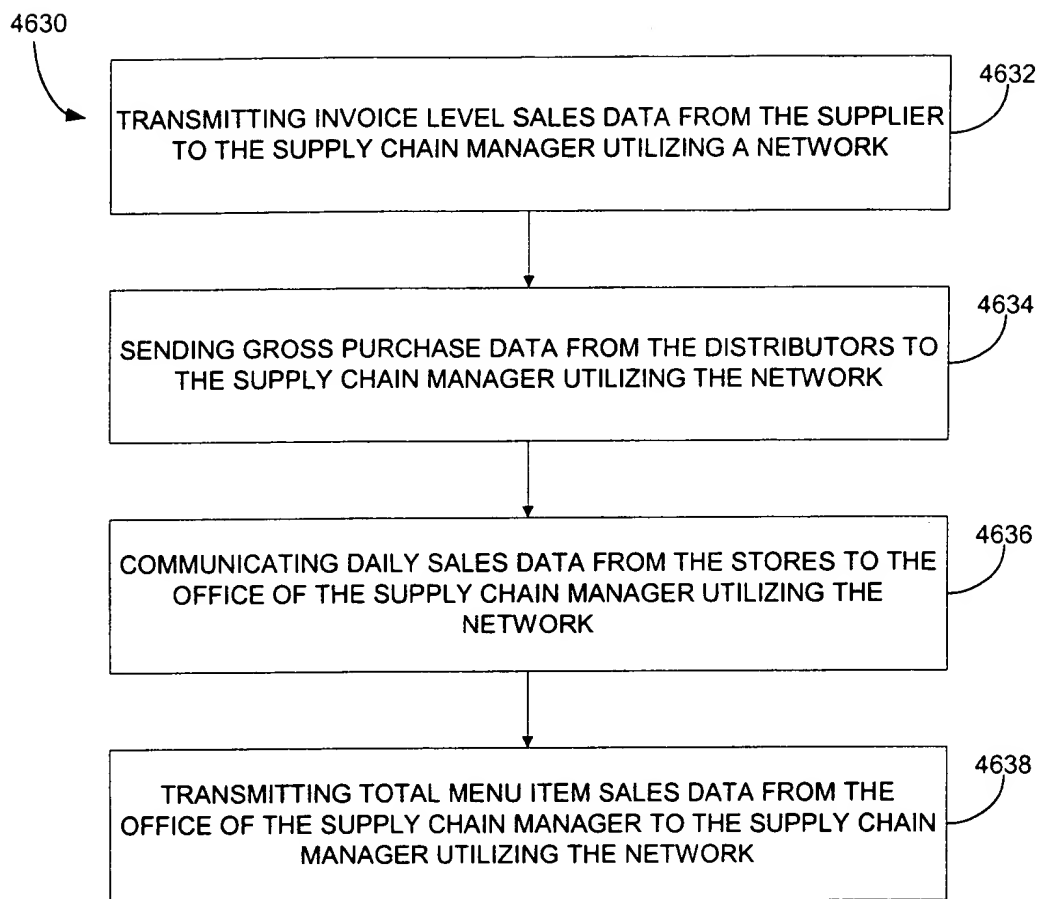 4630
4632
TRANSMITTING INVOICE LEVEL SALES DATA FROM THE SUPPLIER
TO THE SUPPLY CHAIN MANAGER UTILIZING A NETWORK
4634
SENDING GROSS PURCHASE DATA FROM THE DISTRIBUTORS TO
THE SUPPLY CHAIN MANAGER UTILIZING THE NETWORK
4636
COMMUNICATING DAILY SALES DATA FROM THE STORES TO THE
OFFICE OF THE SUPPLY CHAIN MANAGER UTILIZING THE
NETWORK
4638
TRANSMITTING TOTAL MENU ITEM SALES DATA FROM THE
OFFICE OF THE SUPPLY CHAIN MANAGER TO THE SUPPLY CHAIN
MANAGER UTILIZING THE NETWORK